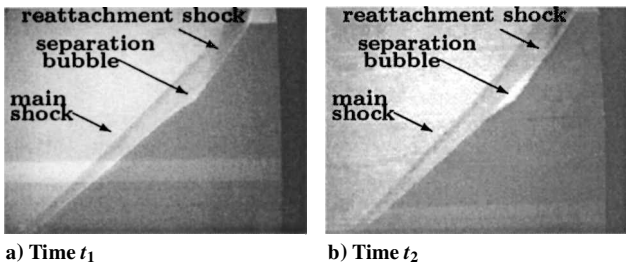 reattachment shock
separation
bubble
main
shock
a) Time t1
reattachment shock
separation
bubble
main
shock
b) Time t2